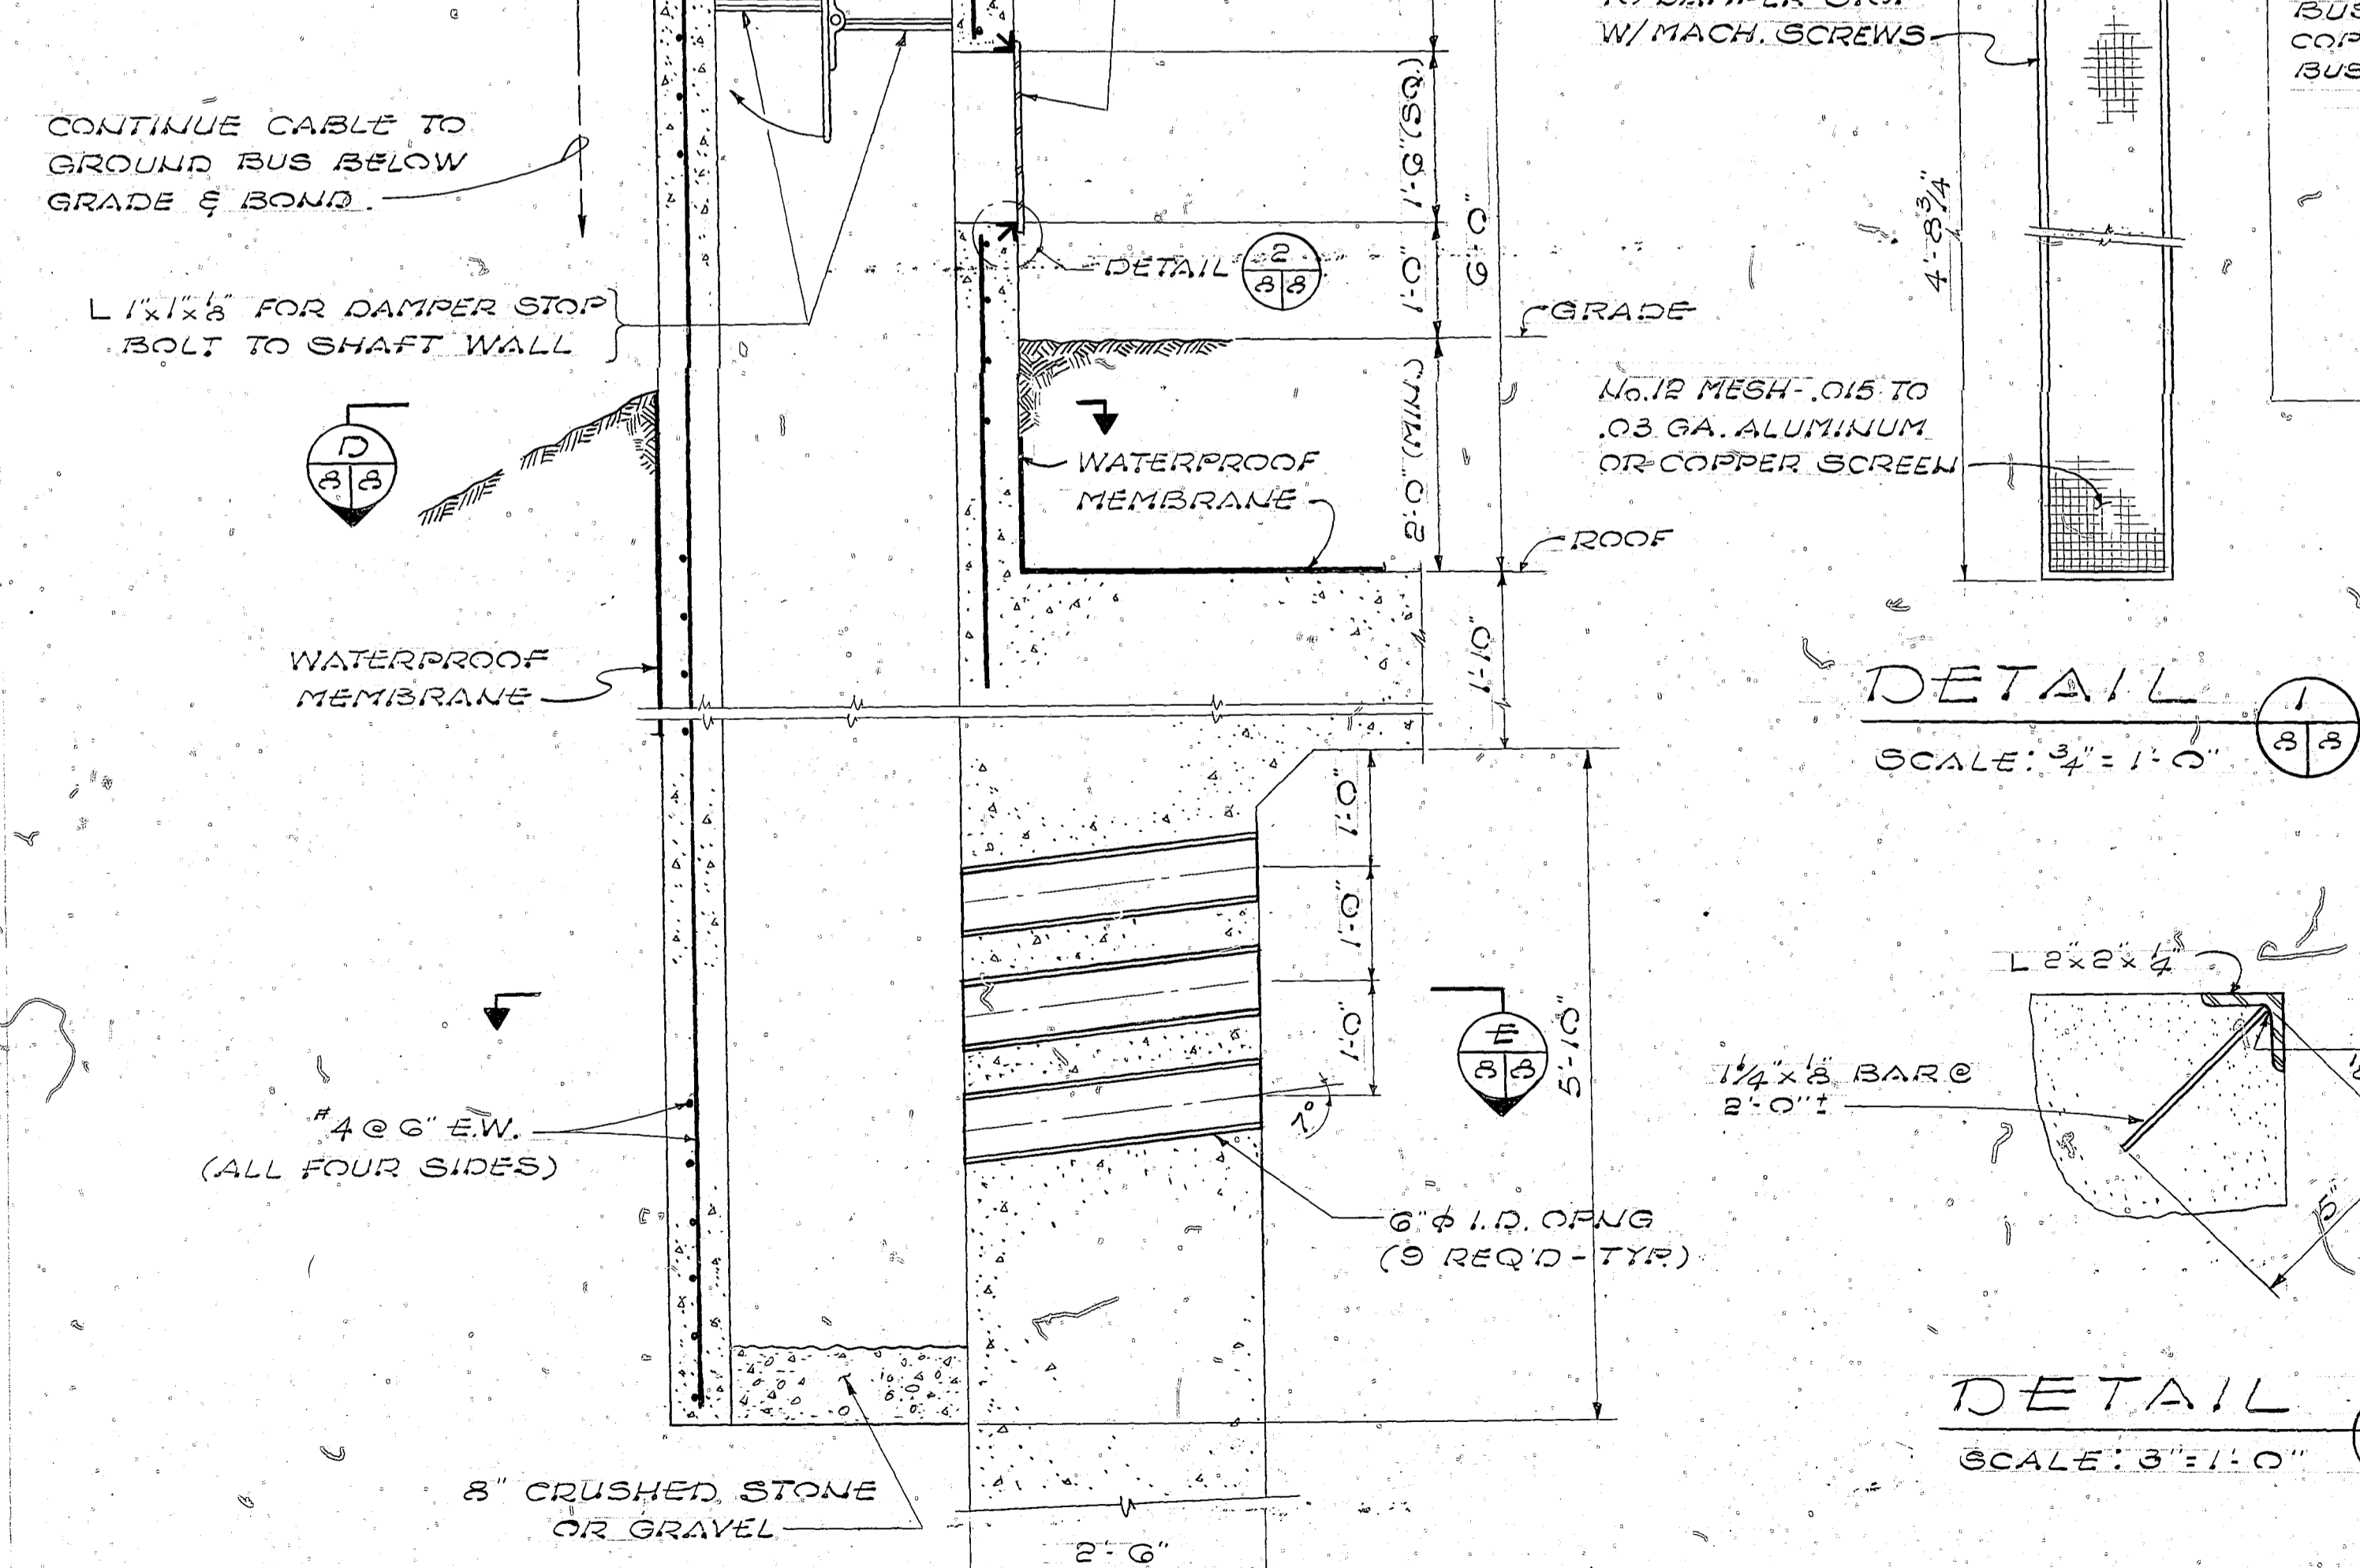 W/ MACH. SCREWS
BUS
CONTINUE CABLE TO
GROUND BUS BELOW
GRADE & BOND.
1'-6" (SQ)
4'-8 3/4"
6'-0"
1'-0"
DETAIL 2
8 8
L 1"x1"x1/8" FOR DAMPER STOP
BOLT TO SHAFT WALL
GRADE
D
8 8
2'-0" (MIN.)
No.12 MESH-.015 TO
.03 GA. ALUMINUM
OR COPPER SCREEN
WATERPROOF
MEMBRANE
ROOF
WATERPROOF
MEMBRANE
1'-10"
DETAIL 1
8 8
SCALE: 3/4" = 1'-0"
1'-0"
1'-0"
1'-0"
L 2"x2"x1/4"
E
8 8
5'-10"
1 1/4"x1/8" BAR @
2'-0"±
7°
#4 @ 6" E.W.
(ALL FOUR SIDES)
6"ϕ I.D. OPNG
(9 REQ'D - TYP.)
5"
DETAIL
SCALE: 3"=1'-0"
8" CRUSHED STONE
OR GRAVEL
2'-6"